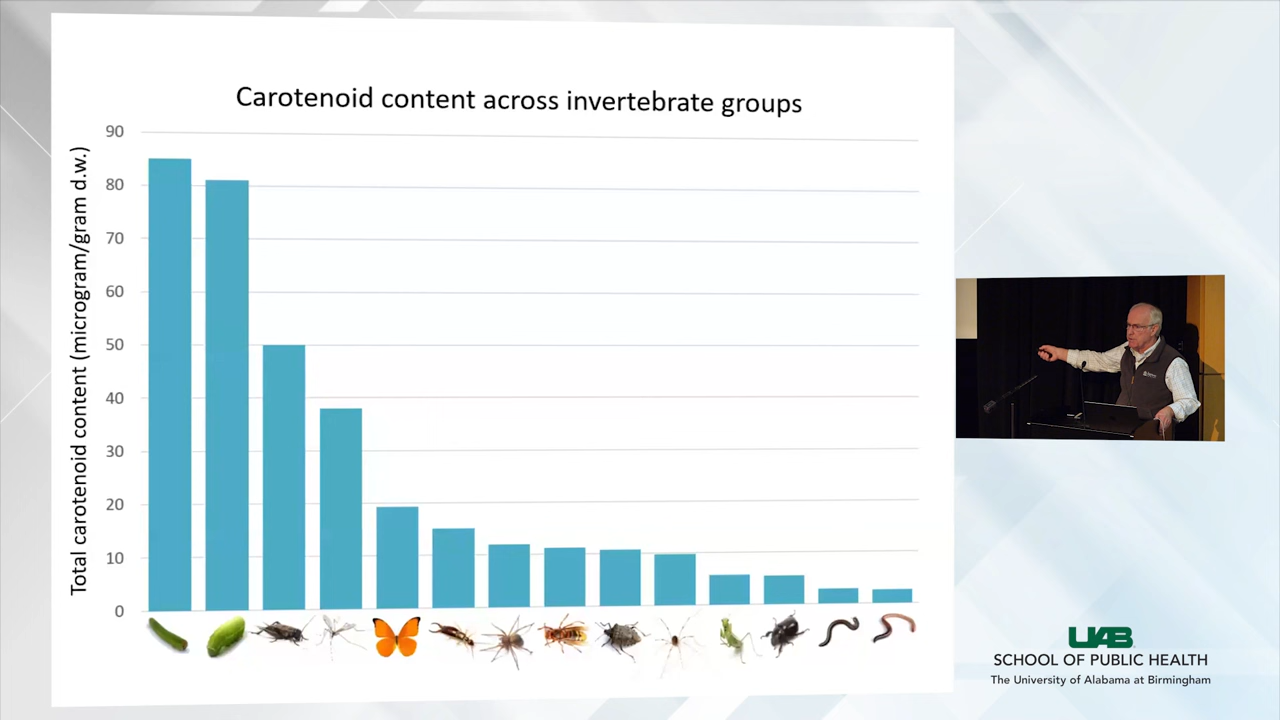 Carotenoid content across invertebrate groups
Total carotenoid content (microgram/gram d.w.)
90
80
70
60
50
40
30
20
10
0
UAB
SCHOOL OF PUBLIC HEALTH
The University of Alabama at Birmingham